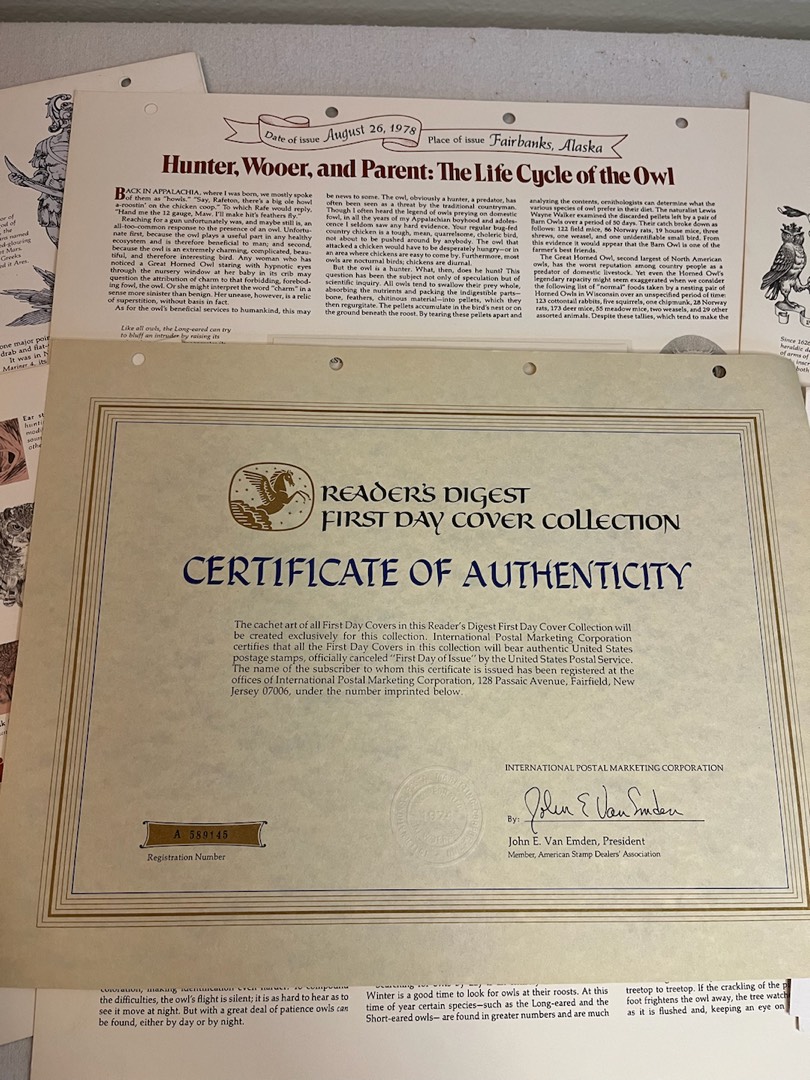 Date of issue August 26, 1978 Place of issue Fairbanks, Alaska
Hunter, Wooer, and Parent: The Life Cycle of the Owl
BACK IN APPALACHIA, where I was born, we mostly spoke
of them as "howls." "Say, Rafeton, there's a big ole howl
a-rootin' on the chicken coop." To which Rafe would reply,
"Hand me the 12 gauge, Maw, I'll make hit's feathers fly."
Reaching for a gun unfortunately was, and maybe still is, an
all-too-common response to the presence of an owl. Unfortu-
nate first, because the owl plays a useful part in any healthy
ecosystem and is therefore beneficial to man; and second,
because the owl is an extremely charming, complicated, beau-
tiful, and therefore interesting bird. Any woman who has
noticed a Great Horned Owl staring with hypnotic eyes
through the nursery window at her baby in its crib may
question the attribution of charm to that forbidding, forebod-
ing fowl, the owl. Or she might interpret the word "charm" in a
sense more sinister than benign. Her unease, however, is a relic
of superstition, without basis in fact.
As for the owl's beneficial services to humankind, this may
be news to some. The owl, obviously a hunter, a predator, has
often been seen as a threat by the traditional countryman.
Though I often heard the legend of owls preying on domestic
fowl, in all the years of my Appalachian boyhood and adoles-
cence I seldom saw any hard evidence. Your regular bug-fed
country chicken is a tough, mean, quarrelsome, choleric bird,
not about to be pushed around by anybody. The owl that
attacked a chicken would have to be desperately hungry—or in
an area where chickens are easy to come by. Furthermore, most
owls are nocturnal birds; chickens are diurnal.
But the owl is a hunter. What, then, does he hunt? This
question has been the subject not only of speculation but of
scientific inquiry. All owls tend to swallow their prey whole,
absorbing the nutrients and packing the indigestible parts—
bone, feathers, chitinous material—into pellets, which they
then regurgitate. The pellets accumulate in the bird's nest or on
the ground beneath the roost. By tearing these pellets apart and
analyzing the contents, ornithologists can determine what the
various species of owl prefer in their diet. The naturalist Lewis
Wayne Walker examined the discarded pellets left by a pair of
Barn Owls over a period of 50 days. Their catch broke down as
follows: 122 field mice, 86 Norway rats, 19 house mice, three
shrews, one weasel, and one unidentifiable small bird. From
this evidence it would appear that the Barn Owl is one of the
farmer's best friends.
The Great Horned Owl, second largest of North American
owls, has the worst reputation among country people as a
predator of domestic livestock. Yet even the Horned Owl's
legendary appetite may seem exaggerated when we consider
the following list of "normal" foods taken by a nesting pair of
Horned Owls in Wisconsin over an unspecified period of time:
123 cottontail rabbits, five squirrels, one chipmunk, 28 Norway
rats, 173 deer mice, 55 meadow mice, two weasels, and 29 other
assorted animals. Despite these tallies, which tend to make the
Like all owls, the Long-eared can try
to bluff an intruder by raising its
READER'S DIGEST
FIRST DAY COVER COLLECTION
CERTIFICATE OF AUTHENTICITY
The cachet art of all First Day Covers in this Reader's Digest First Day Cover Collection will
be created exclusively for this collection. International Postal Marketing Corporation
certifies that all the First Day Covers in this collection will bear authentic United States
postage stamps, officially canceled "First Day of Issue" by the United States Postal Service.
The name of the subscriber to whom this certificate is issued has been registered at the
offices of International Postal Marketing Corporation, 128 Passaic Avenue, Fairfield, New
Jersey 07006, under the number imprinted below.
INTERNATIONAL POSTAL MARKETING CORPORATION
By: John E Van Emden
John E. Van Emden, President
Member, American Stamp Dealers' Association
A 589145
Registration Number
the difficulties, the owl's flight is silent; it is as hard to hear as to
see it move at night. But with a great deal of patience owls can
be found, either by day or by night.
Winter is a good time to look for owls at their roosts. At this
time of year certain species—such as the Long-eared and the
Short-eared owls—are found in greater numbers and are much
treetop to treetop. If the crackling of the
foot frightens the owl away, the tree watch
as it is flushed and, keeping an eye on